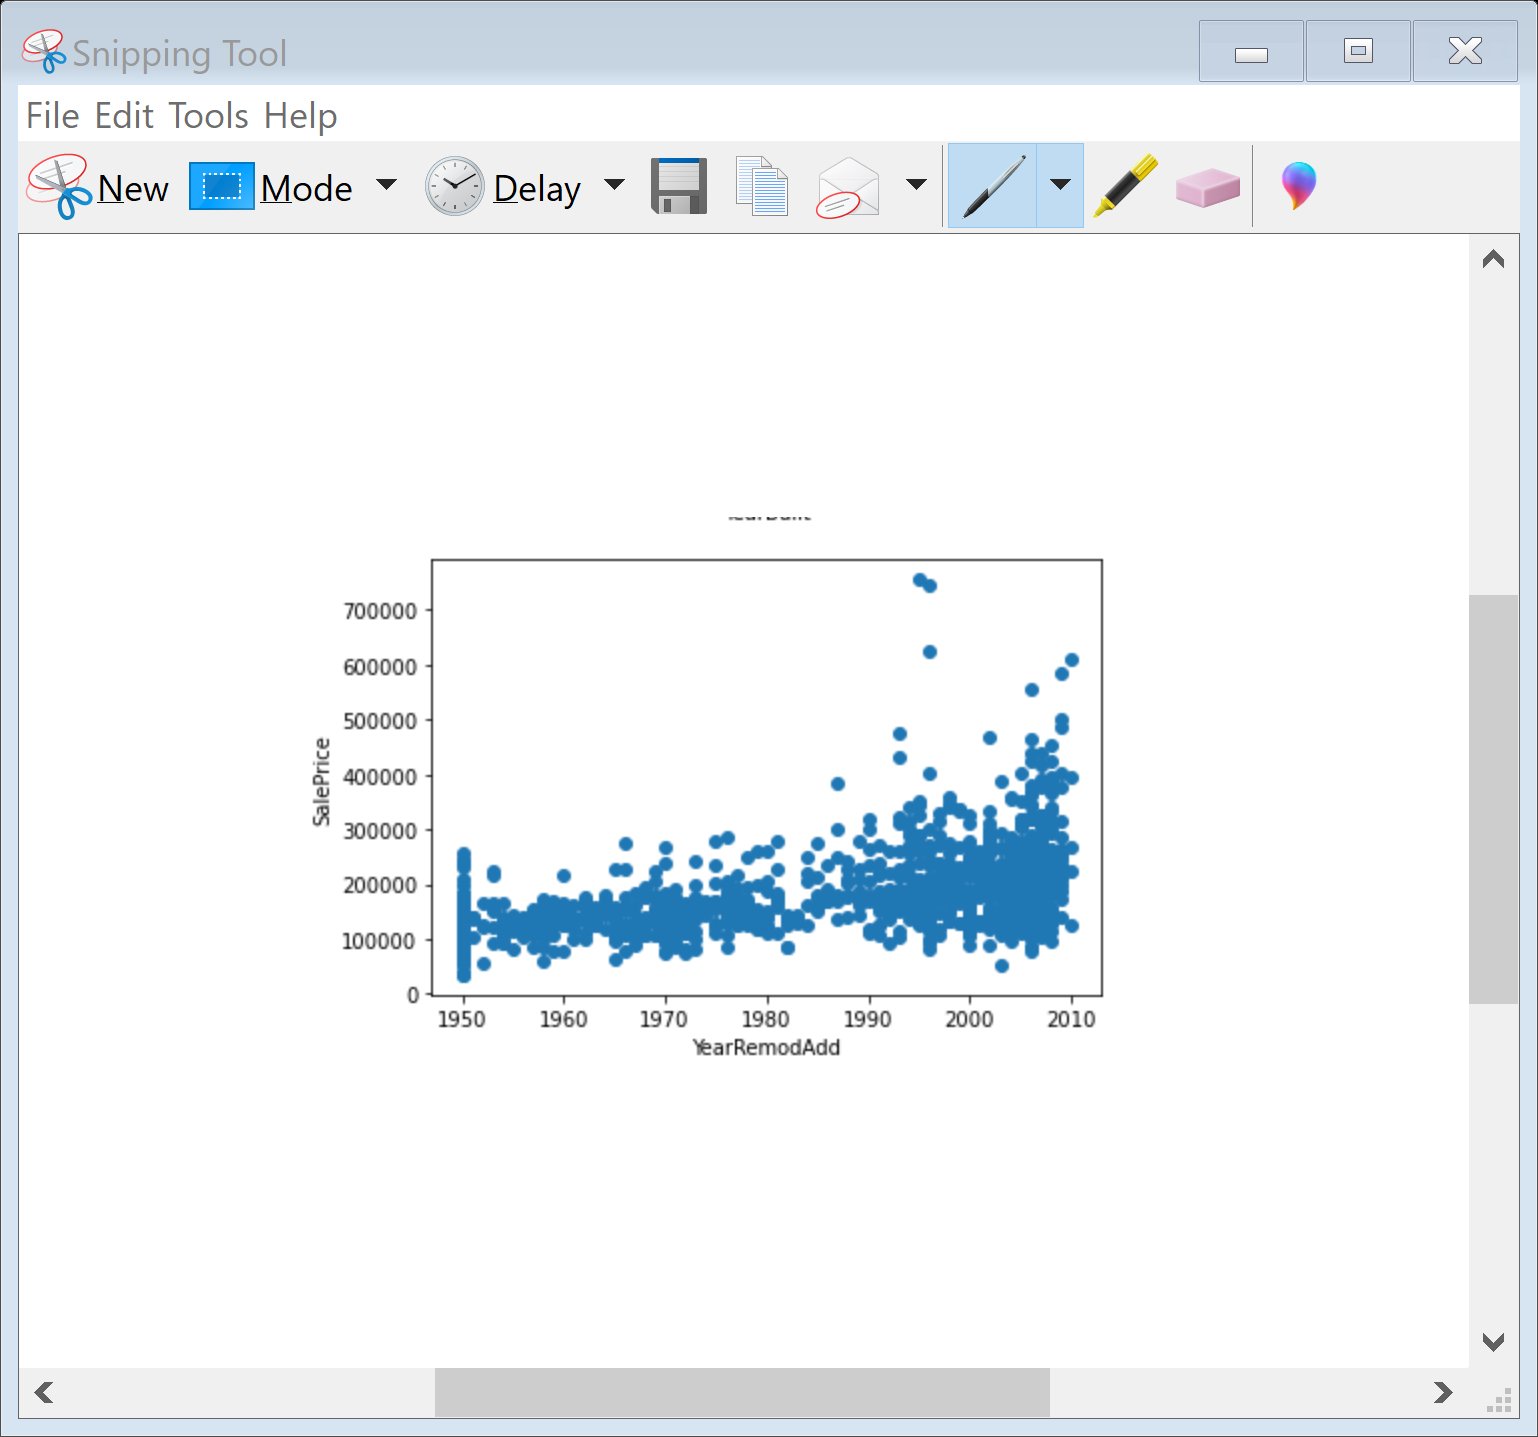 Snipping Tool
File Edit Tools Help
New Mode Delay
YearBuilt
700000
600000
500000
400000
300000
200000
100000
0
SalePrice
1950 1960 1970 1980 1990 2000 2010
YearRemodAdd